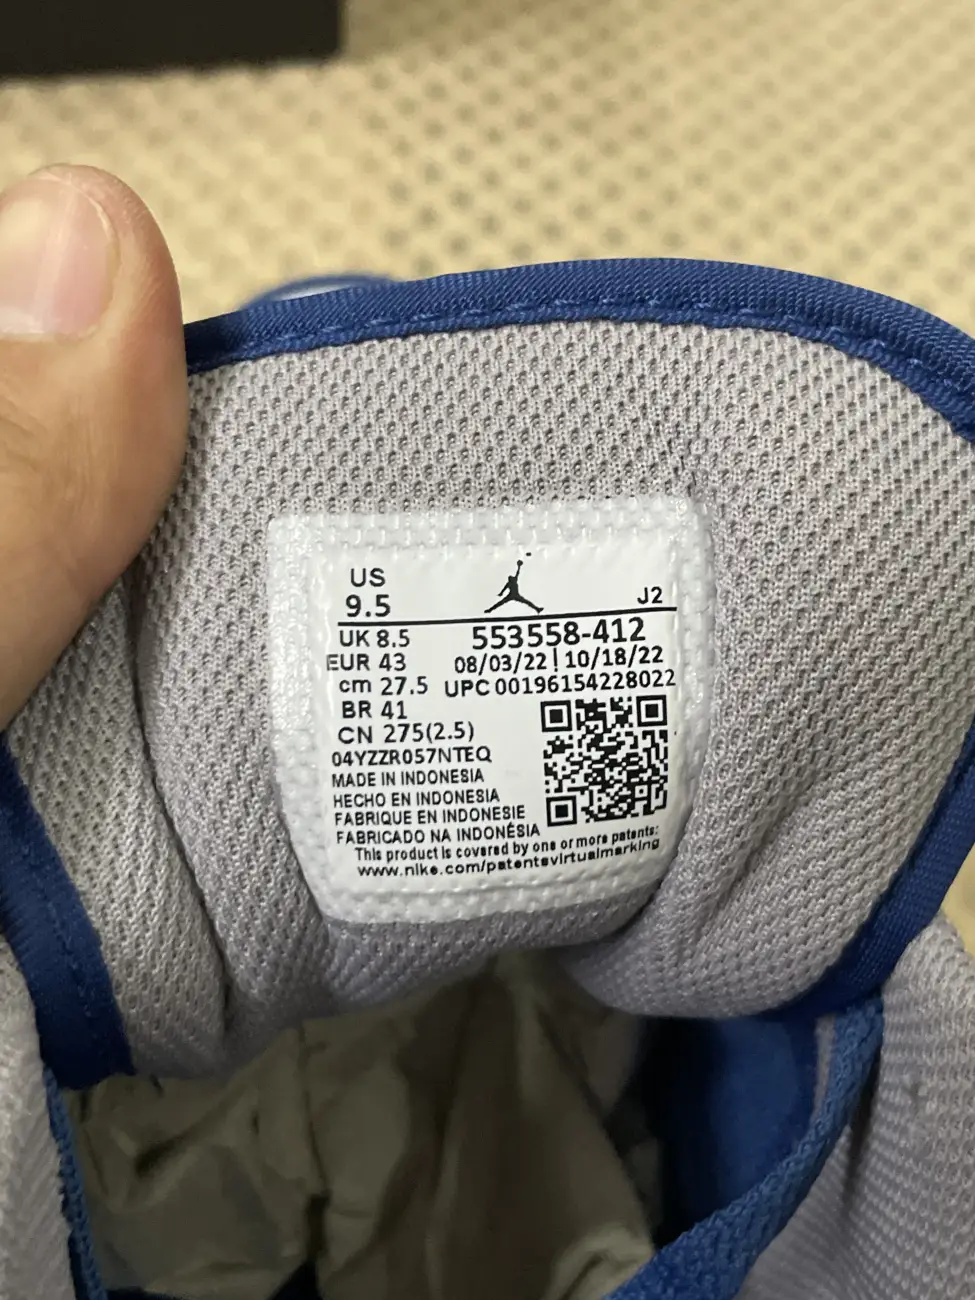 US
9.5
J2
UK 8.5
553558-412
EUR 43
08/03/22 | 10/18/22
cm 27.5
UPC 00196154228022
BR 41
CN 275(2.5)
04YZZR057NTEQ
MADE IN INDONESIA
HECHO EN INDONESIA
FABRIQUE EN INDONESIE
FABRICADO NA INDONÉSIA
This product is covered by one or more patents:
www.nike.com/patentsvirtualmarking